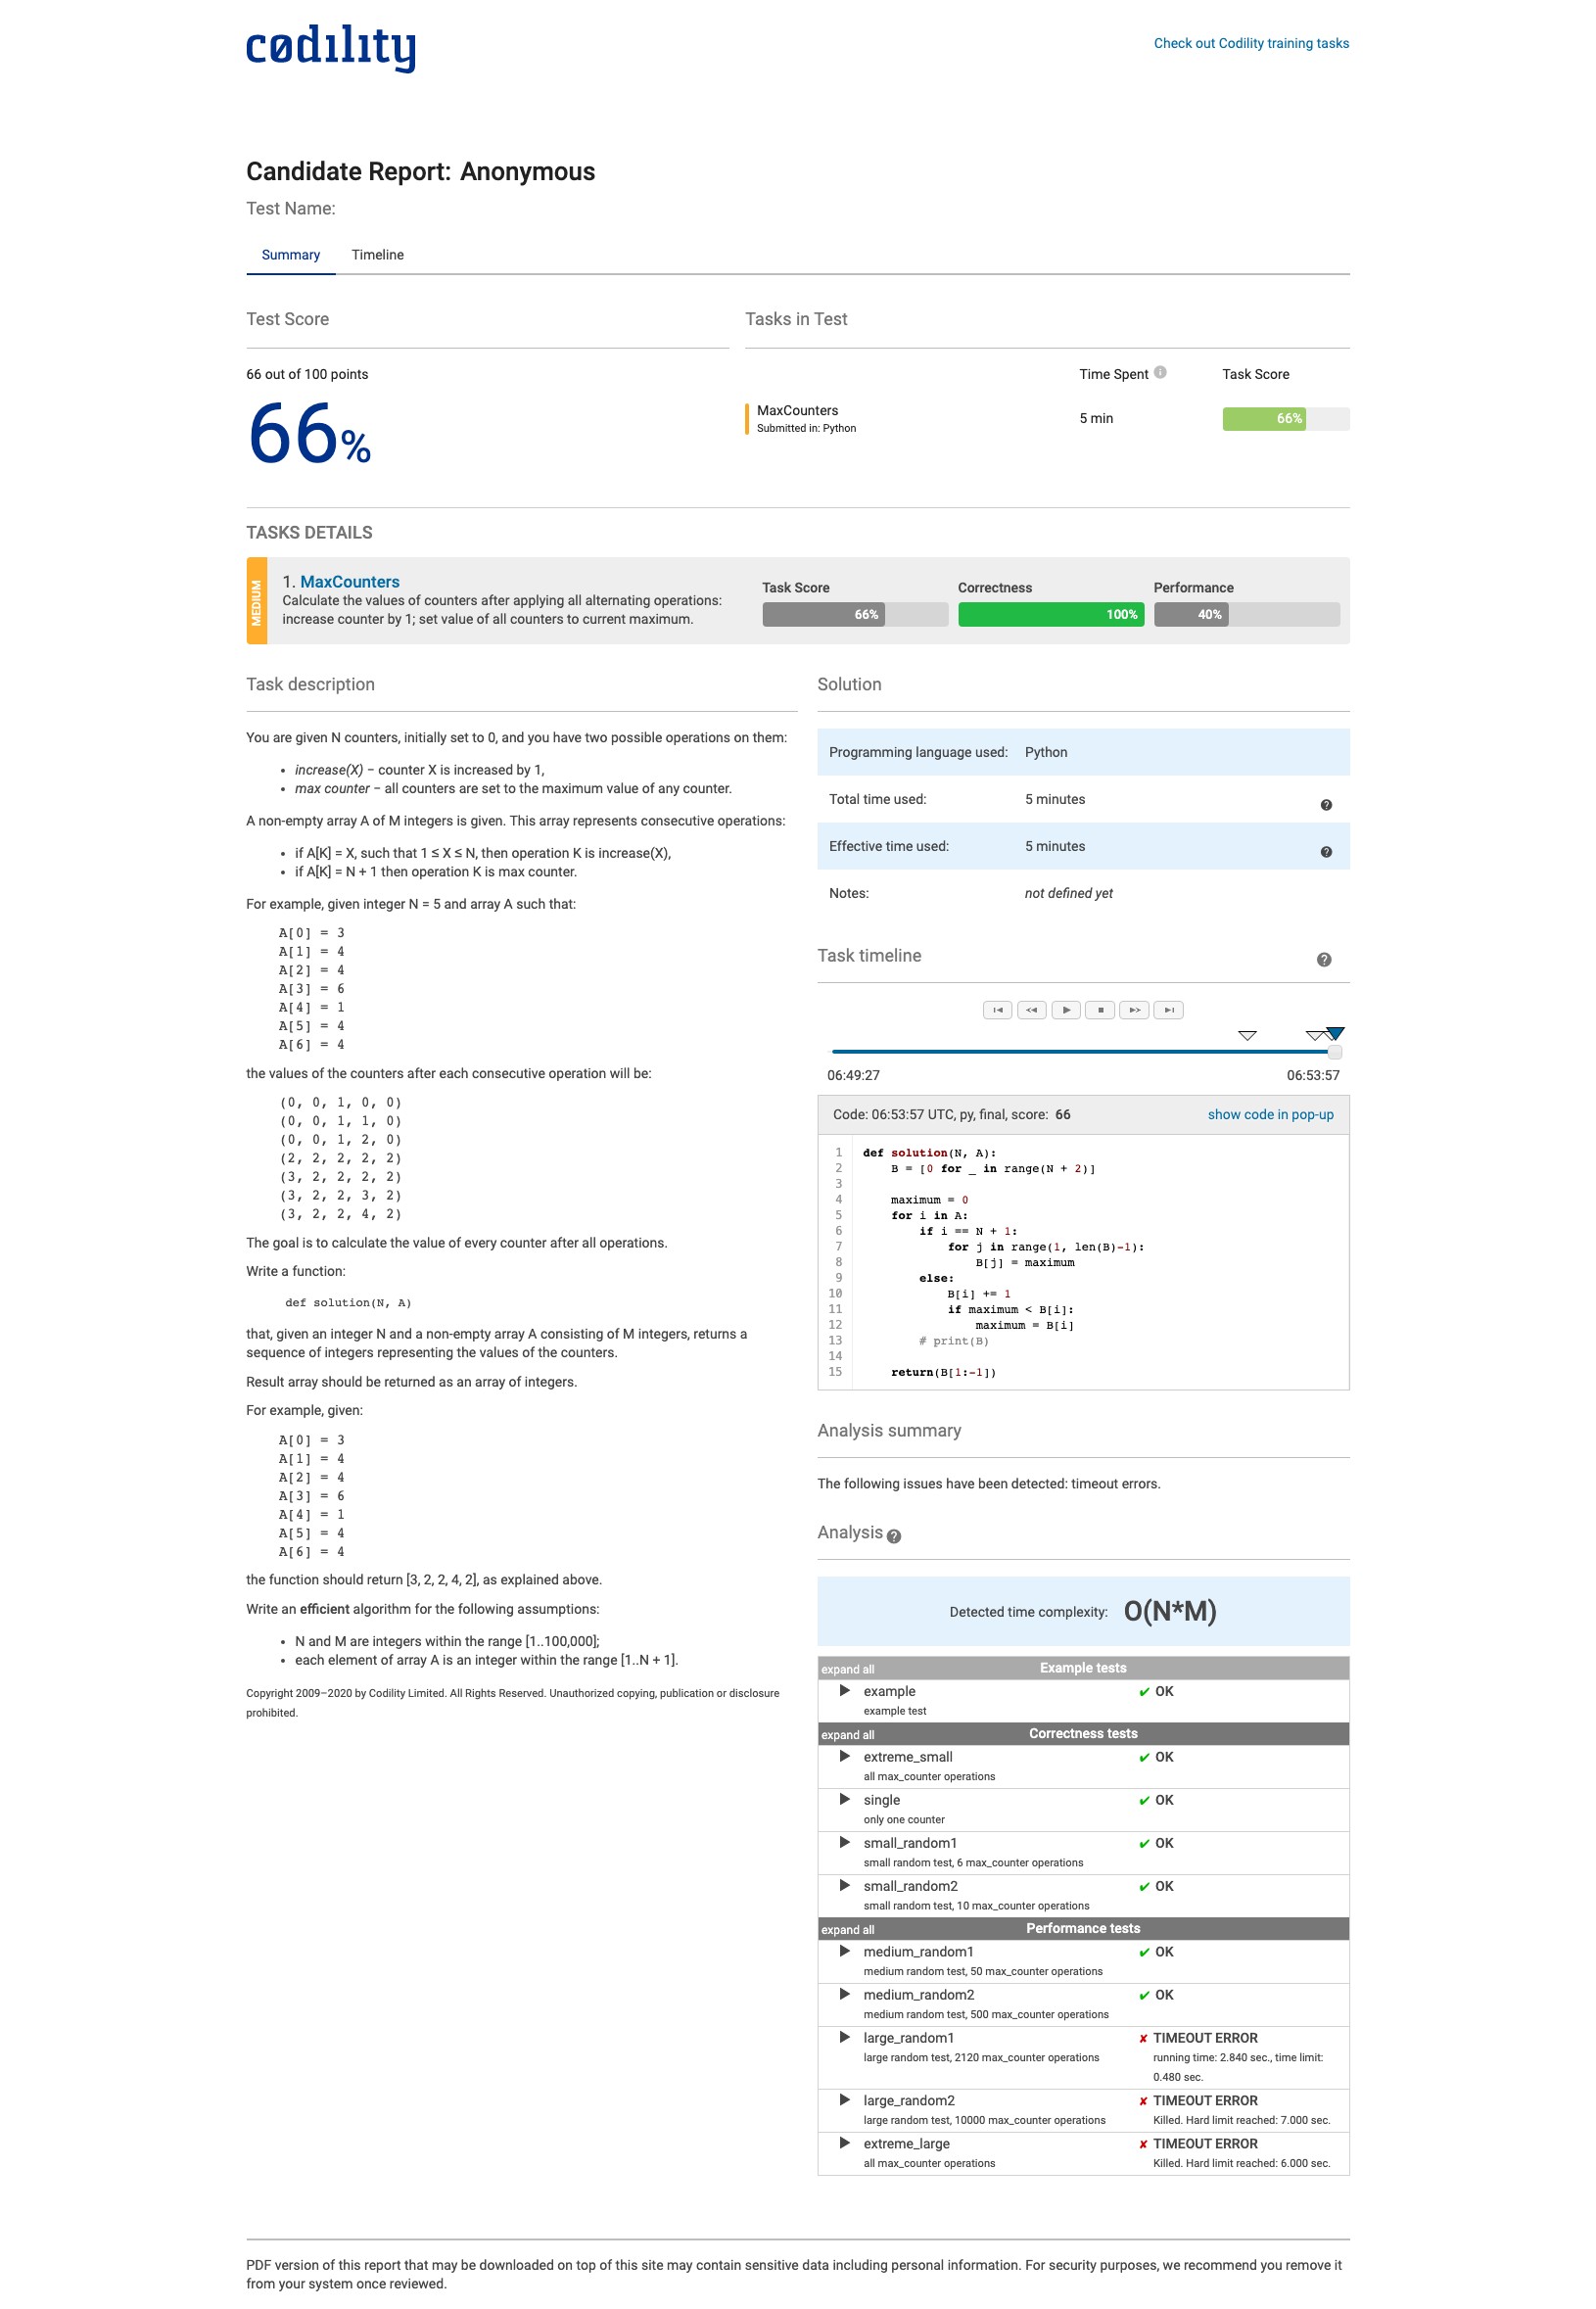 cødility
Check out Codility training tasks
Candidate Report: Anonymous
Test Name:
Summary Timeline
Test Score
66 out of 100 points
66%
Tasks in Test
Time Spent Task Score
MaxCounters
Submitted in: Python
5 min
66%
TASKS DETAILS
MEDIUM
1. MaxCounters
Calculate the values of counters after applying all alternating operations:
increase counter by 1; set value of all counters to current maximum.
Task Score
66%
Correctness
100%
Performance
40%
Task description
You are given N counters, initially set to 0, and you have two possible operations on them:
• increase(X) − counter X is increased by 1,
• max counter − all counters are set to the maximum value of any counter.
A non-empty array A of M integers is given. This array represents consecutive operations:
• if A[K] = X, such that 1 ≤ X ≤ N, then operation K is increase(X),
• if A[K] = N + 1 then operation K is max counter.
For example, given integer N = 5 and array A such that:
A[0] = 3
A[1] = 4
A[2] = 4
A[3] = 6
A[4] = 1
A[5] = 4
A[6] = 4
the values of the counters after each consecutive operation will be:
(0, 0, 1, 0, 0)
(0, 0, 1, 1, 0)
(0, 0, 1, 2, 0)
(2, 2, 2, 2, 2)
(3, 2, 2, 2, 2)
(3, 2, 2, 3, 2)
(3, 2, 2, 4, 2)
The goal is to calculate the value of every counter after all operations.
Write a function:
def solution(N, A)
that, given an integer N and a non-empty array A consisting of M integers, returns a
sequence of integers representing the values of the counters.
Result array should be returned as an array of integers.
For example, given:
A[0] = 3
A[1] = 4
A[2] = 4
A[3] = 6
A[4] = 1
A[5] = 4
A[6] = 4
the function should return [3, 2, 2, 4, 2], as explained above.
Write an efficient algorithm for the following assumptions:
• N and M are integers within the range [1..100,000];
• each element of array A is an integer within the range [1..N + 1].
Copyright 2009–2020 by Codility Limited. All Rights Reserved. Unauthorized copying, publication or disclosure
prohibited.
Solution
Programming language used: Python
Total time used: 5 minutes
Effective time used: 5 minutes
Notes: not defined yet
Task timeline
06:49:27 06:53:57
Code: 06:53:57 UTC, py, final, score: 66
show code in pop-up
1 def solution(N, A):
2     B = [0 for _ in range(N + 2)]
3
4     maximum = 0
5     for i in A:
6         if i == N + 1:
7             for j in range(1, len(B)-1):
8                 B[j] = maximum
9         else:
10             B[i] += 1
11             if maximum < B[i]:
12                 maximum = B[i]
13         # print(B)
14
15     return(B[1:-1])
Analysis summary
The following issues have been detected: timeout errors.
Analysis
Detected time complexity: O(N*M)
expand all Example tests
example ✔ OK
example test
expand all Correctness tests
extreme_small ✔ OK
all max_counter operations
single ✔ OK
only one counter
small_random1 ✔ OK
small random test, 6 max_counter operations
small_random2 ✔ OK
small random test, 10 max_counter operations
expand all Performance tests
medium_random1 ✔ OK
medium random test, 50 max_counter operations
medium_random2 ✔ OK
medium random test, 500 max_counter operations
large_random1 ✘ TIMEOUT ERROR
large random test, 2120 max_counter operations running time: 2.840 sec., time limit:
0.480 sec.
large_random2 ✘ TIMEOUT ERROR
large random test, 10000 max_counter operations Killed. Hard limit reached: 7.000 sec.
extreme_large ✘ TIMEOUT ERROR
all max_counter operations Killed. Hard limit reached: 6.000 sec.
PDF version of this report that may be downloaded on top of this site may contain sensitive data including personal information. For security purposes, we recommend you remove it
from your system once reviewed.